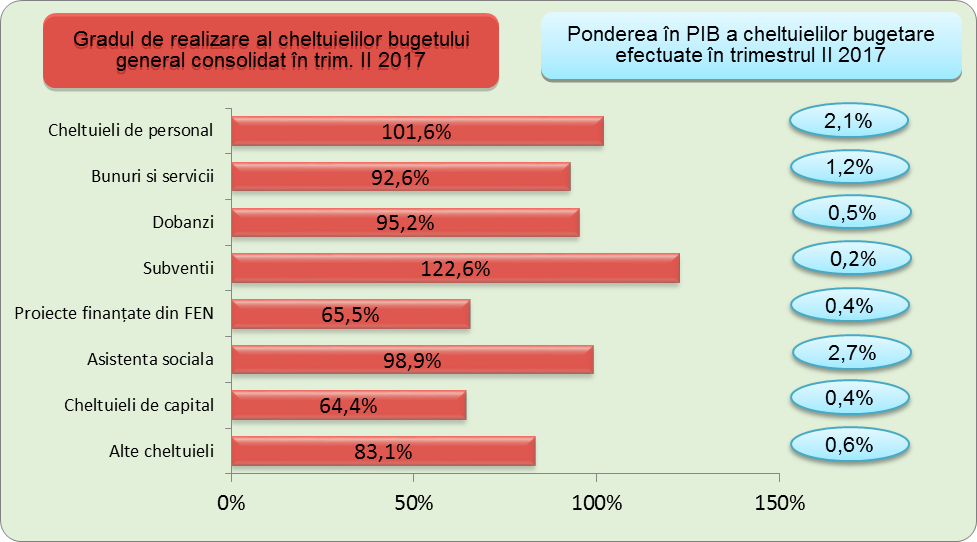 Gradul de realizare al cheltuielilor bugetului
general consolidat în trim. II 2017
Ponderea în PIB a cheltuielilor bugetare
efectuate în trimestrul II 2017
Cheltuieli de personal 101,6% 2,1%
Bunuri si servicii 92,6% 1,2%
Dobanzi 95,2% 0,5%
Subventii 122,6% 0,2%
Proiecte finanțate din FEN 65,5% 0,4%
Asistenta sociala 98,9% 2,7%
Cheltuieli de capital 64,4% 0,4%
Alte cheltuieli 83,1% 0,6%
0% 50% 100% 150%